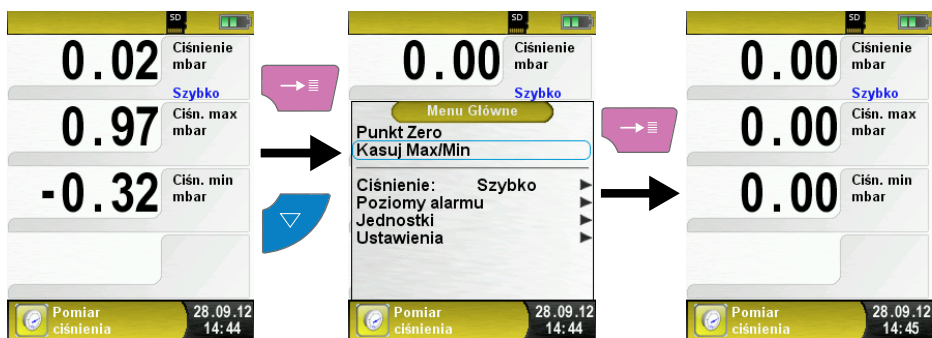 SD
0.02
Ciśnienie
mbar
Szybko
0.97
Ciśn. max
mbar
-0.32
Ciśn. min
mbar
Pomiar
ciśnienia
28.09.12
14:44
SD
0.00
Ciśnienie
mbar
Szybko
Menu Główne
Punkt Zero
Kasuj Max/Min
Ciśnienie: Szybko
Poziomy alarmu
Jednostki
Ustawienia
Pomiar
ciśnienia
28.09.12
14:44
SD
0.00
Ciśnienie
mbar
Szybko
0.00
Ciśn. max
mbar
0.00
Ciśn. min
mbar
Pomiar
ciśnienia
28.09.12
14:45